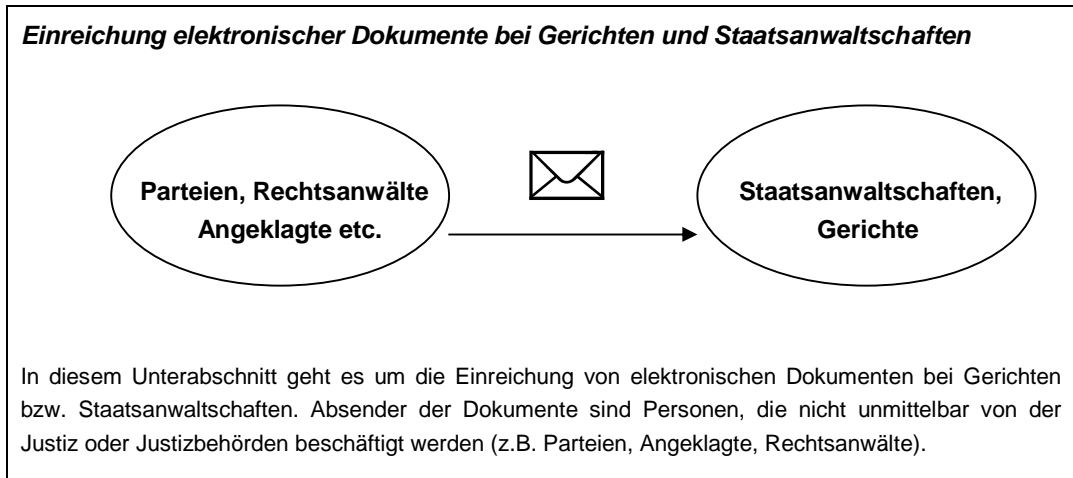 Einreichung elektronischer Dokumente bei Gerichten und Staatsanwaltschaften
Parteien, Rechtsanwälte
Angeklagte etc.
Staatsanwaltschaften,
Gerichte
In diesem Unterabschnitt geht es um die Einreichung von elektronischen Dokumenten bei Gerichten
bzw. Staatsanwaltschaften. Absender der Dokumente sind Personen, die nicht unmittelbar von der
Justiz oder Justizbehörden beschäftigt werden (z.B. Parteien, Angeklagte, Rechtsanwälte).